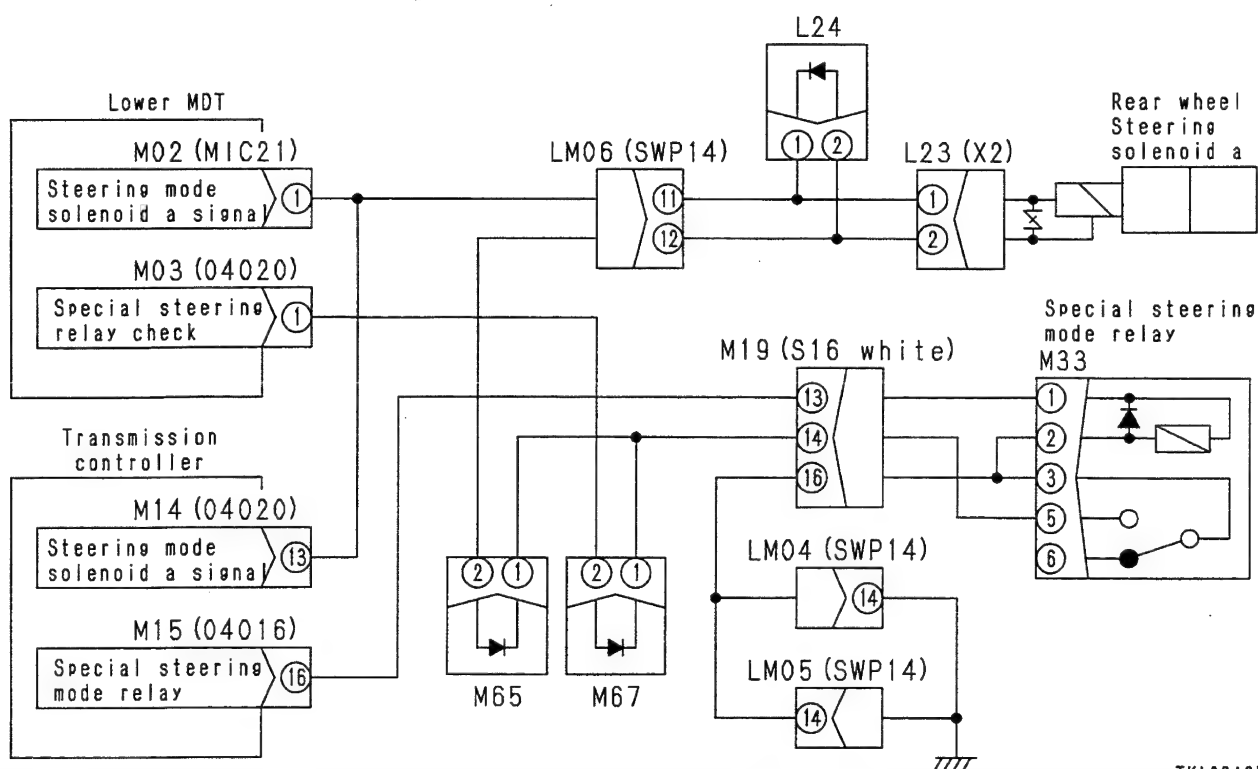 L24
1
2
Lower MDT
M02 (MIC21)
Steering mode
solenoid a signal
1
M03 (04020)
Special steering
relay check
1
LM06 (SWP14)
11
12
L23 (X2)
1
2
Rear wheel
Steering
solenoid a
Special steering
mode relay
M33
1
2
3
5
6
M19 (S16 white)
13
14
16
Transmission
controller
M14 (04020)
Steering mode
solenoid a signal
13
M15 (04016)
Special steering
mode relay
16
2
1
M65
2
1
M67
LM04 (SWP14)
14
LM05 (SWP14)
14